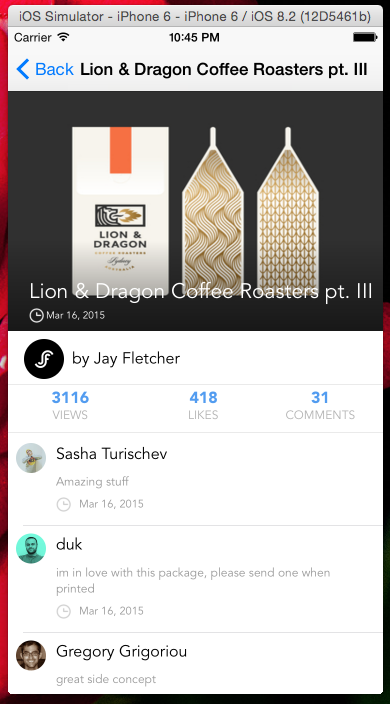 iOS Simulator - iPhone 6 - iPhone 6 / iOS 8.2 (12D5461b)
Carrier 10:45 PM
Back Lion & Dragon Coffee Roasters pt. III
LION &
DRAGON
COFFEE ROASTERS
Sydney
AUSTRALIA
Lion & Dragon Coffee Roasters pt. III
Mar 16, 2015
by Jay Fletcher
3116 418 31
VIEWS LIKES COMMENTS
Sasha Turischev
Amazing stuff
Mar 16, 2015
duk
im in love with this package, please send one when
printed
Mar 16, 2015
Gregory Grigoriou
great side concept